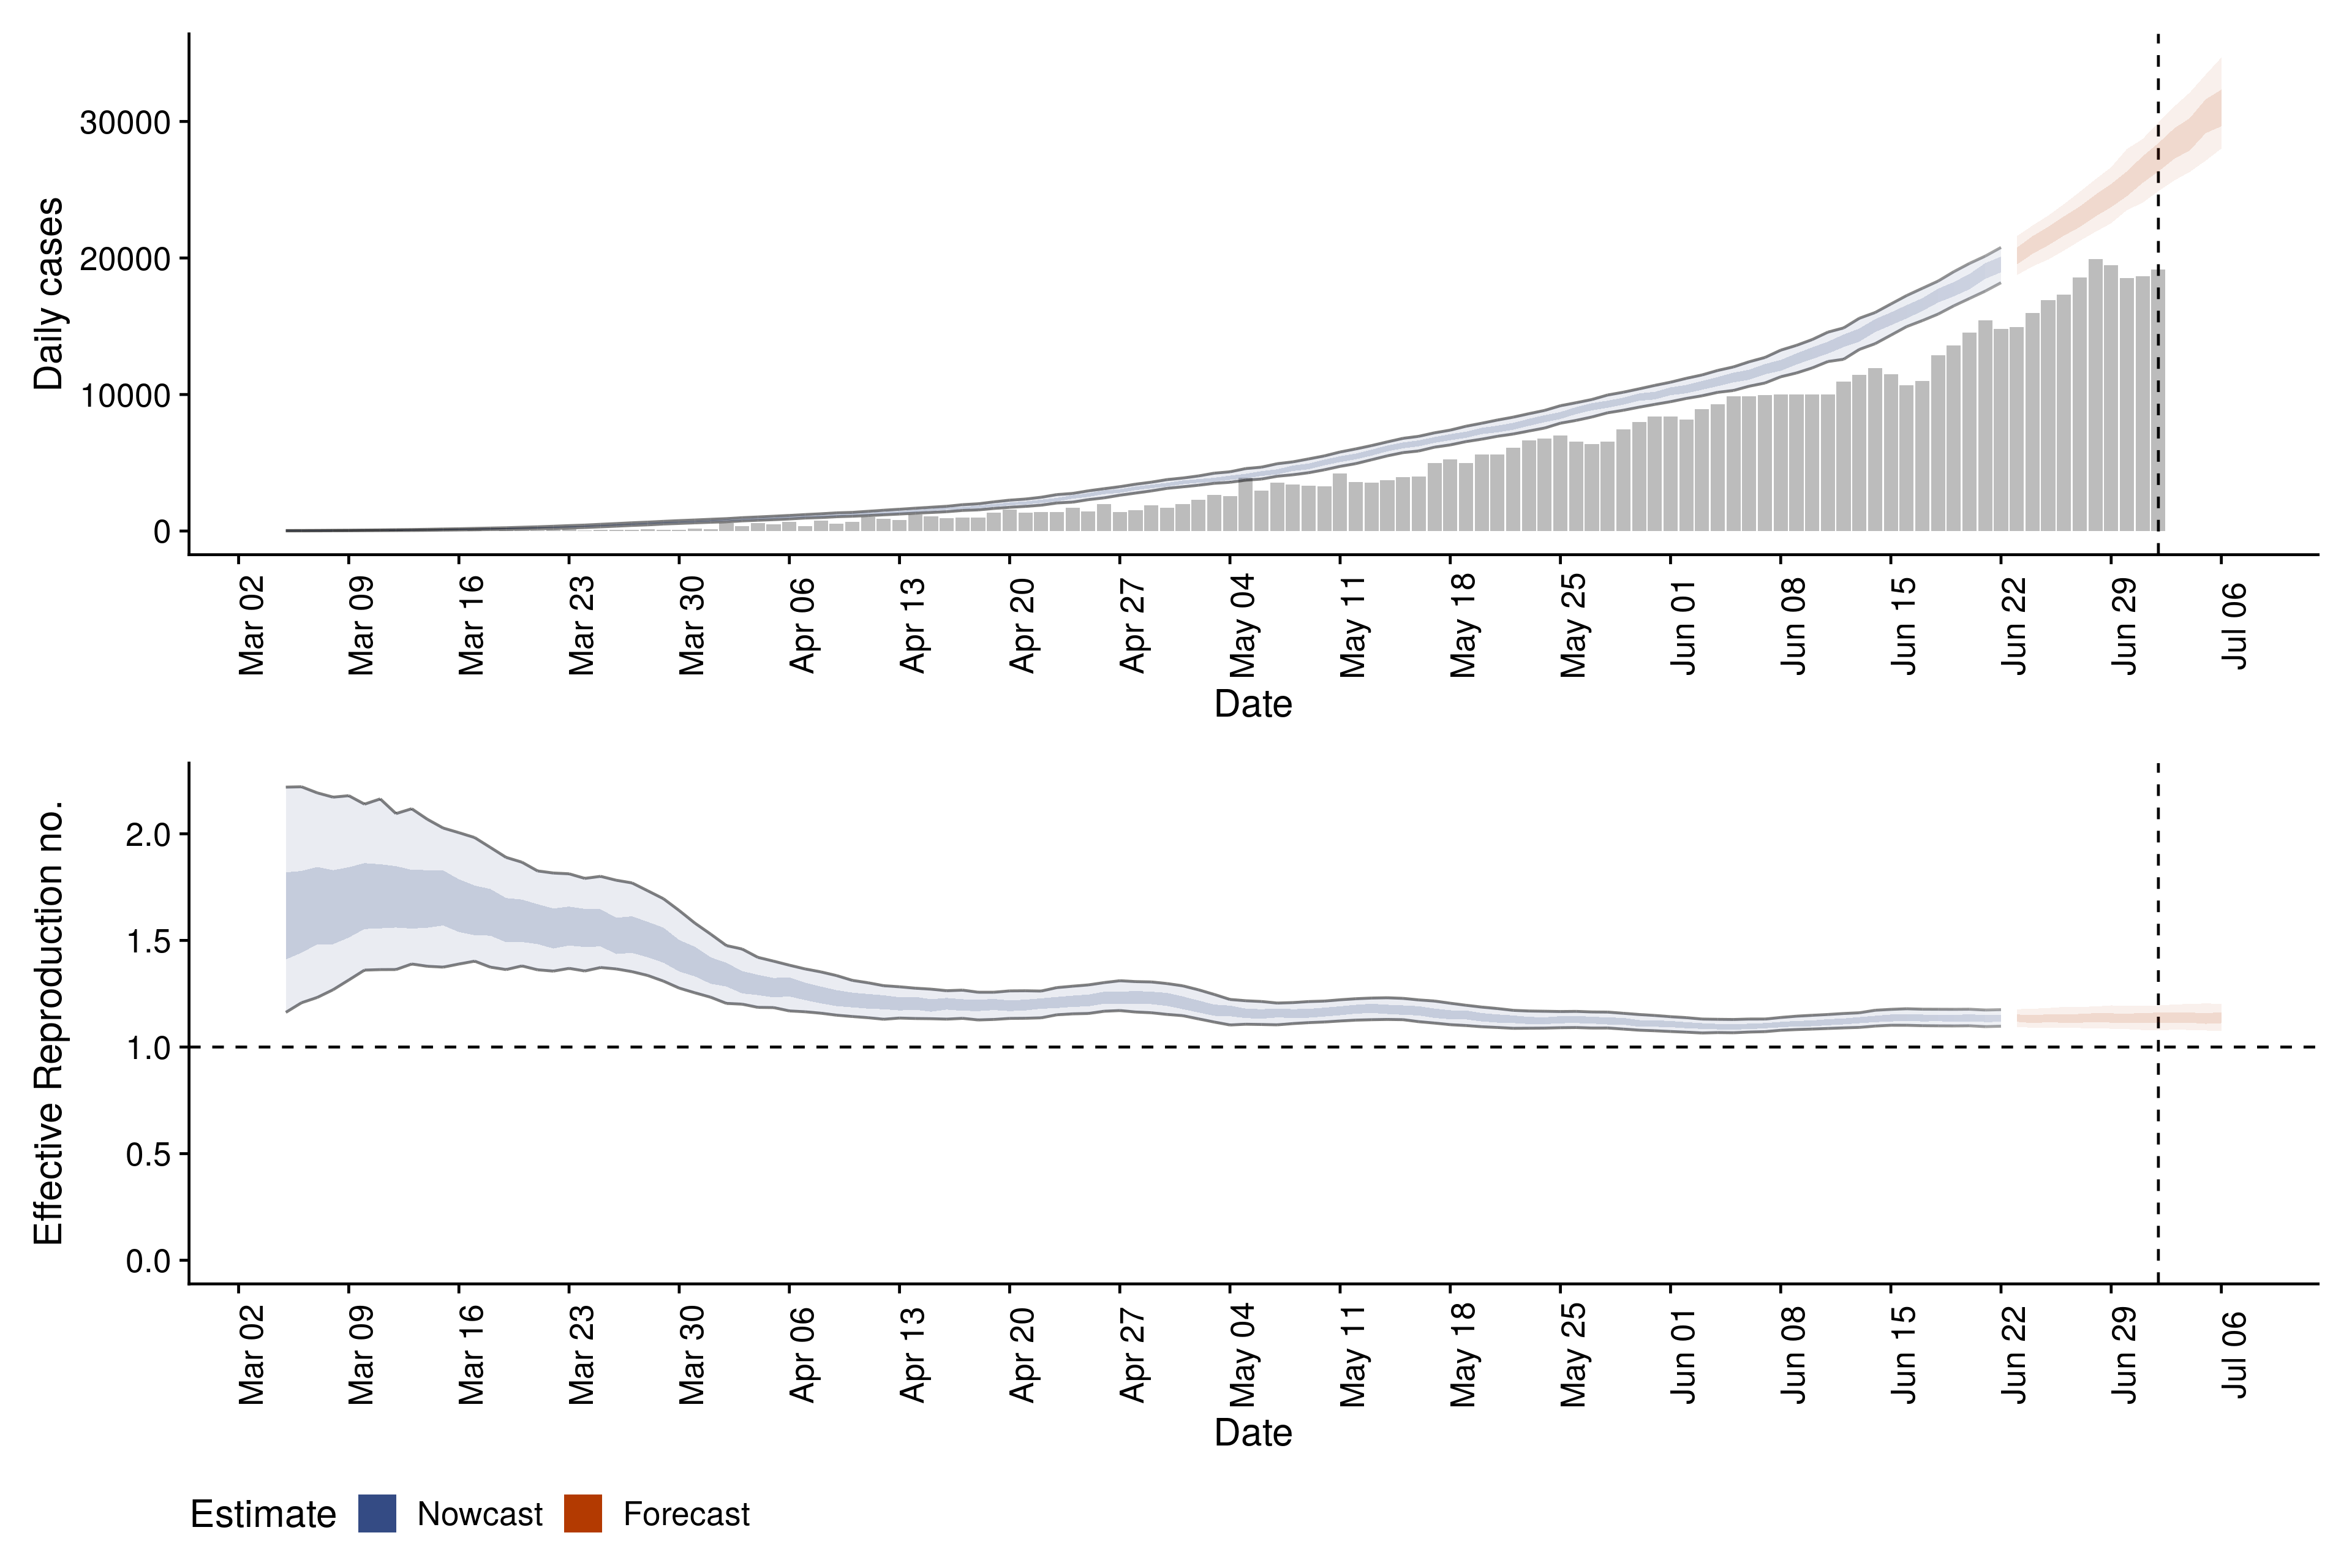 Daily cases
30000
20000
10000
0
Mar 02 Mar 09 Mar 16 Mar 23 Mar 30 Apr 06 Apr 13 Apr 20 Apr 27 May 04 May 11 May 18 May 25 Jun 01 Jun 08 Jun 15 Jun 22 Jun 29 Jul 06
Date
Effective Reproduction no.
2.0
1.5
1.0
0.5
0.0
Mar 02 Mar 09 Mar 16 Mar 23 Mar 30 Apr 06 Apr 13 Apr 20 Apr 27 May 04 May 11 May 18 May 25 Jun 01 Jun 08 Jun 15 Jun 22 Jun 29 Jul 06
Date
Estimate Nowcast Forecast